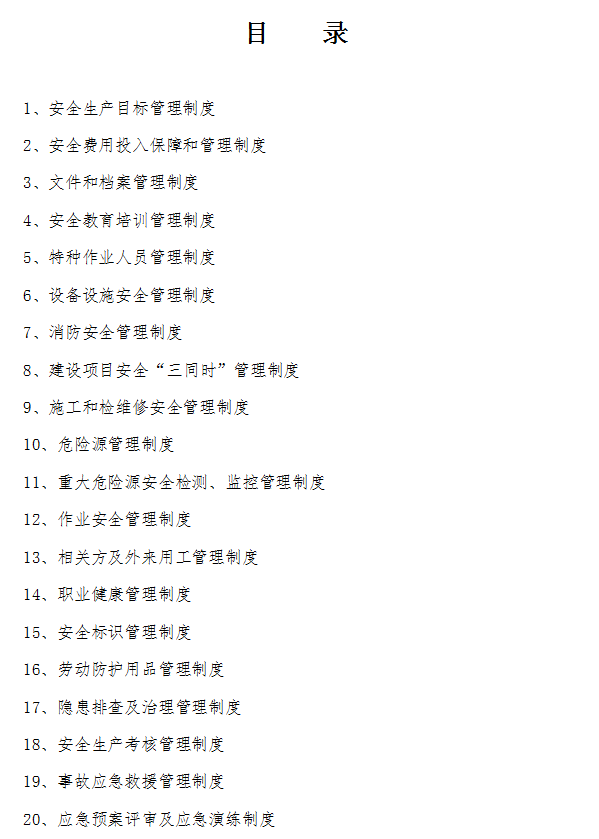 目 录
1、安全生产目标管理制度
2、安全费用投入保障和管理制度
3、文件和档案管理制度
4、安全教育培训管理制度
5、特种作业人员管理制度
6、设备设施安全管理制度
7、消防安全管理制度
8、建设项目安全“三同时”管理制度
9、施工和检维修安全管理制度
10、危险源管理制度
11、重大危险源安全检测、监控管理制度
12、作业安全管理制度
13、相关方及外来用工管理制度
14、职业健康管理制度
15、安全标识管理制度
16、劳动防护用品管理制度
17、隐患排查及治理管理制度
18、安全生产考核管理制度
19、事故应急救援管理制度
20、应急预案评审及应急演练制度